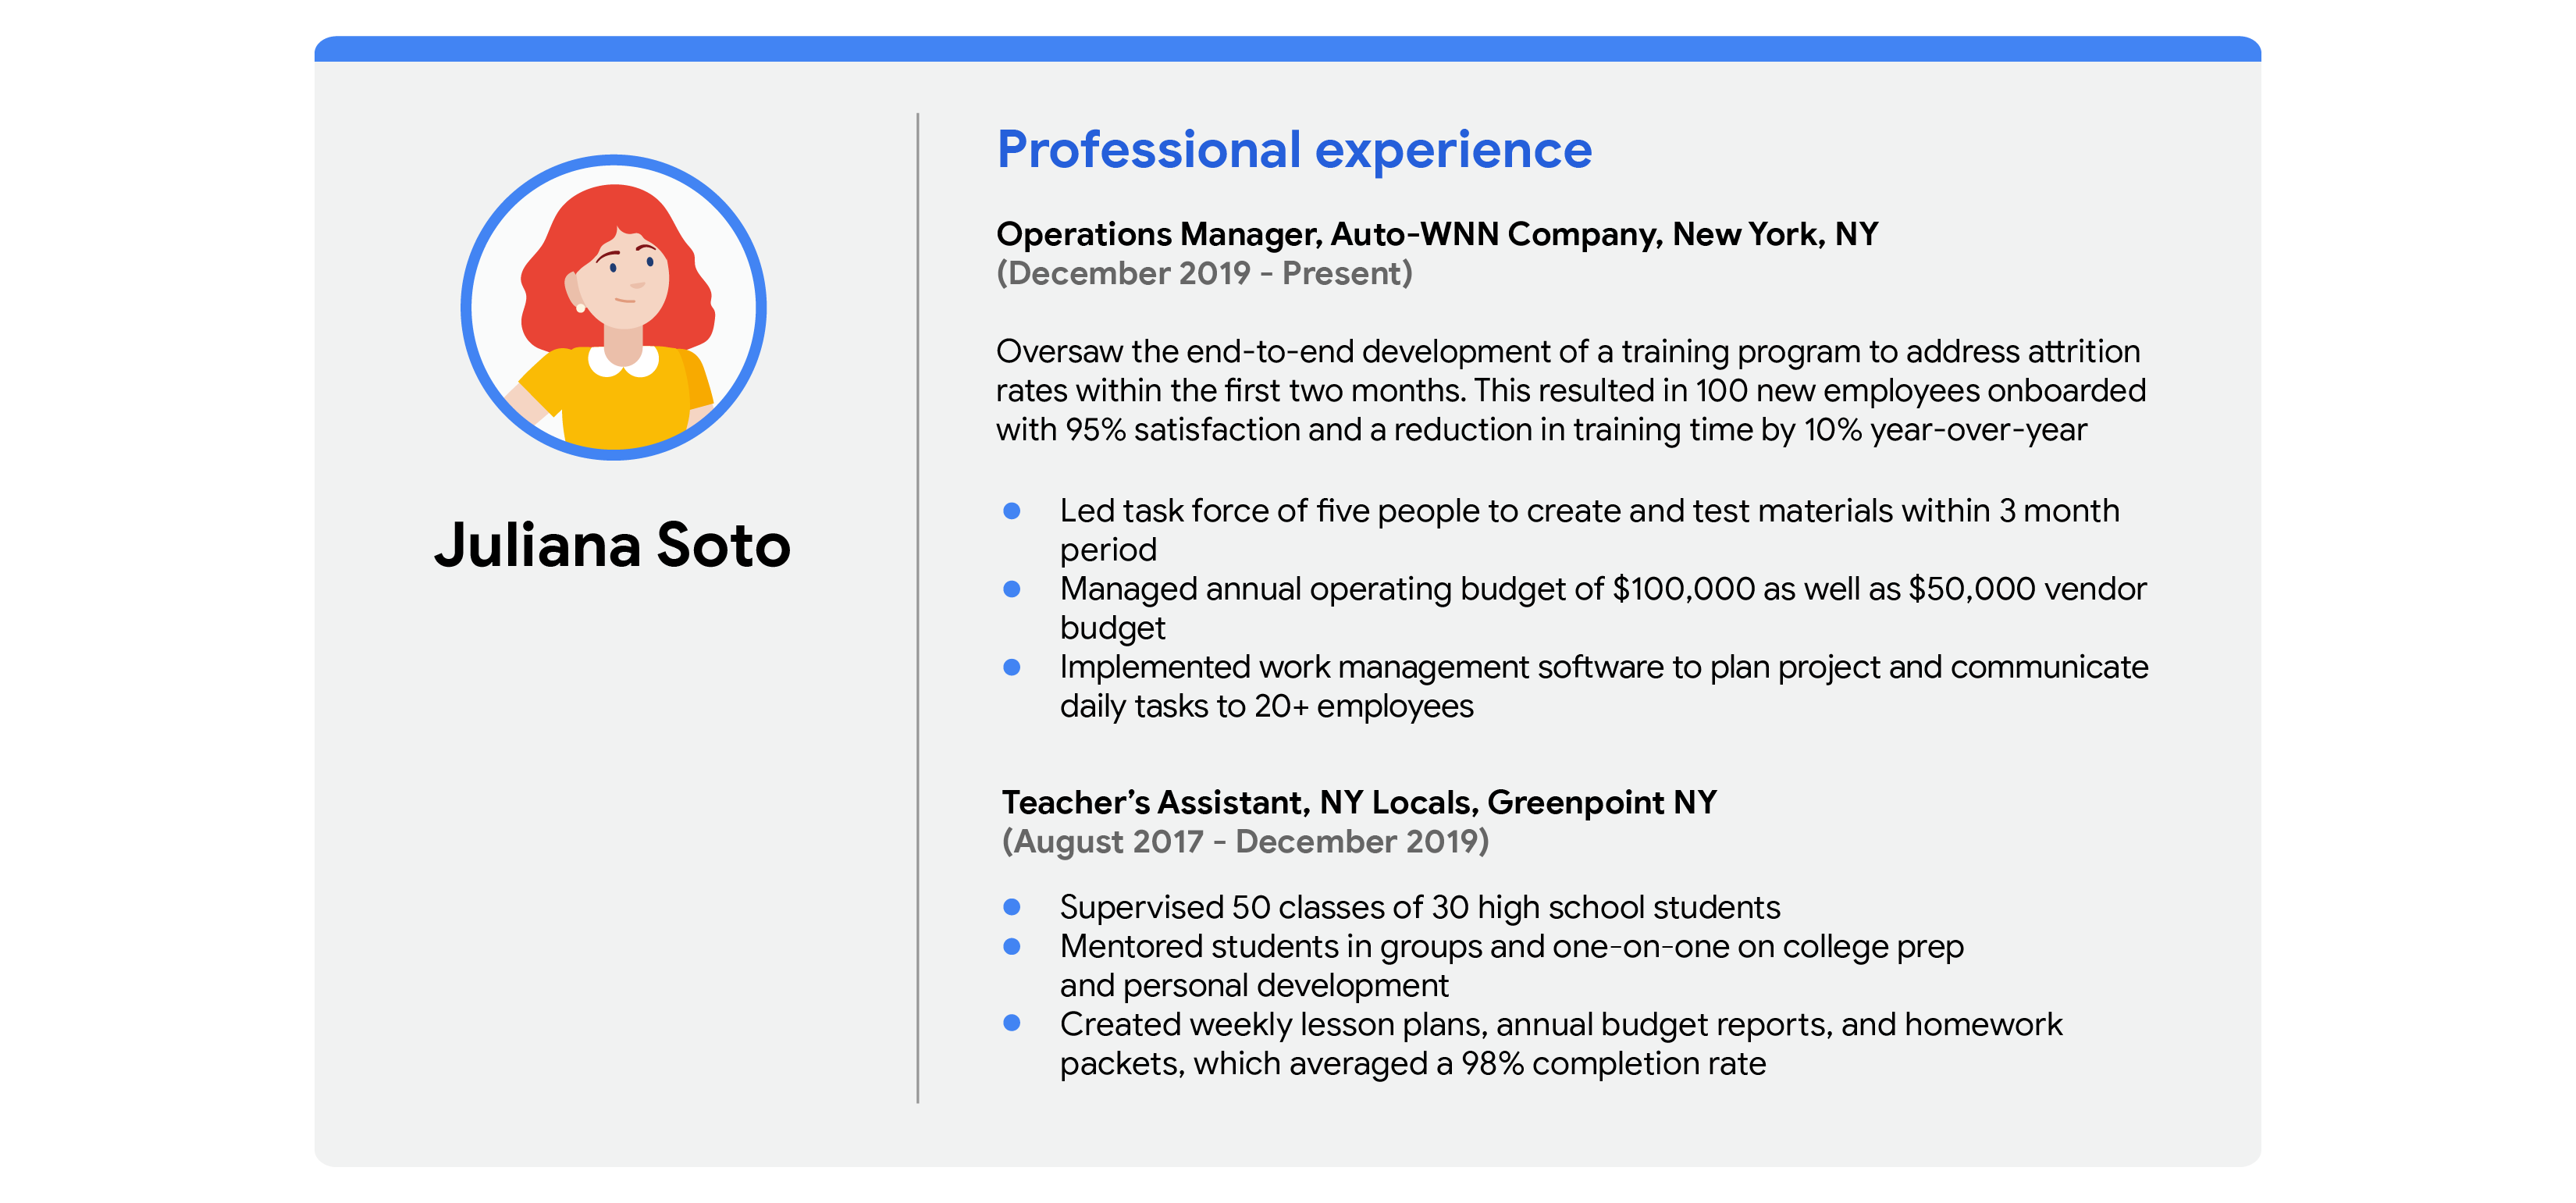 Juliana Soto
Professional experience
Operations Manager, Auto-WNN Company, New York, NY
(December 2019 - Present)
Oversaw the end-to-end development of a training program to address attrition
rates within the first two months. This resulted in 100 new employees onboarded
with 95% satisfaction and a reduction in training time by 10% year-over-year
● Led task force of five people to create and test materials within 3 month
period
● Managed annual operating budget of $100,000 as well as $50,000 vendor
budget
● Implemented work management software to plan project and communicate
daily tasks to 20+ employees
Teacher’s Assistant, NY Locals, Greenpoint NY
(August 2017 - December 2019)
● Supervised 50 classes of 30 high school students
● Mentored students in groups and one-on-one on college prep
and personal development
● Created weekly lesson plans, annual budget reports, and homework
packets, which averaged a 98% completion rate